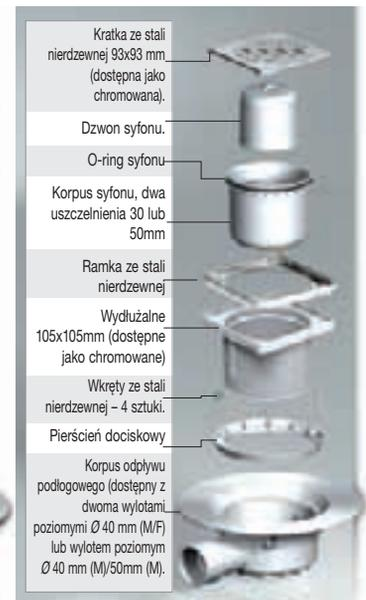 Kratka ze stali
nierdzewnej 93x93 mm
(dostępna jako
chromowana).
Dzwon syfonu.
O-ring syfonu
Korpus syfonu, dwa
uszczelnienia 30 lub
50mm
Ramka ze stali
nierdzewnej
Wydłużalne
105x105mm (dostępne
jako chromowane)
Wkręty ze stali
nierdzewnej – 4 sztuki.
Pierścień dociskowy
Korpus odpływu
podłogowego (dostępny z
dwoma wylotami
poziomymi Ø 40 mm (M/F)
lub wylotem poziomym
Ø 40 mm (M)/50mm (M).